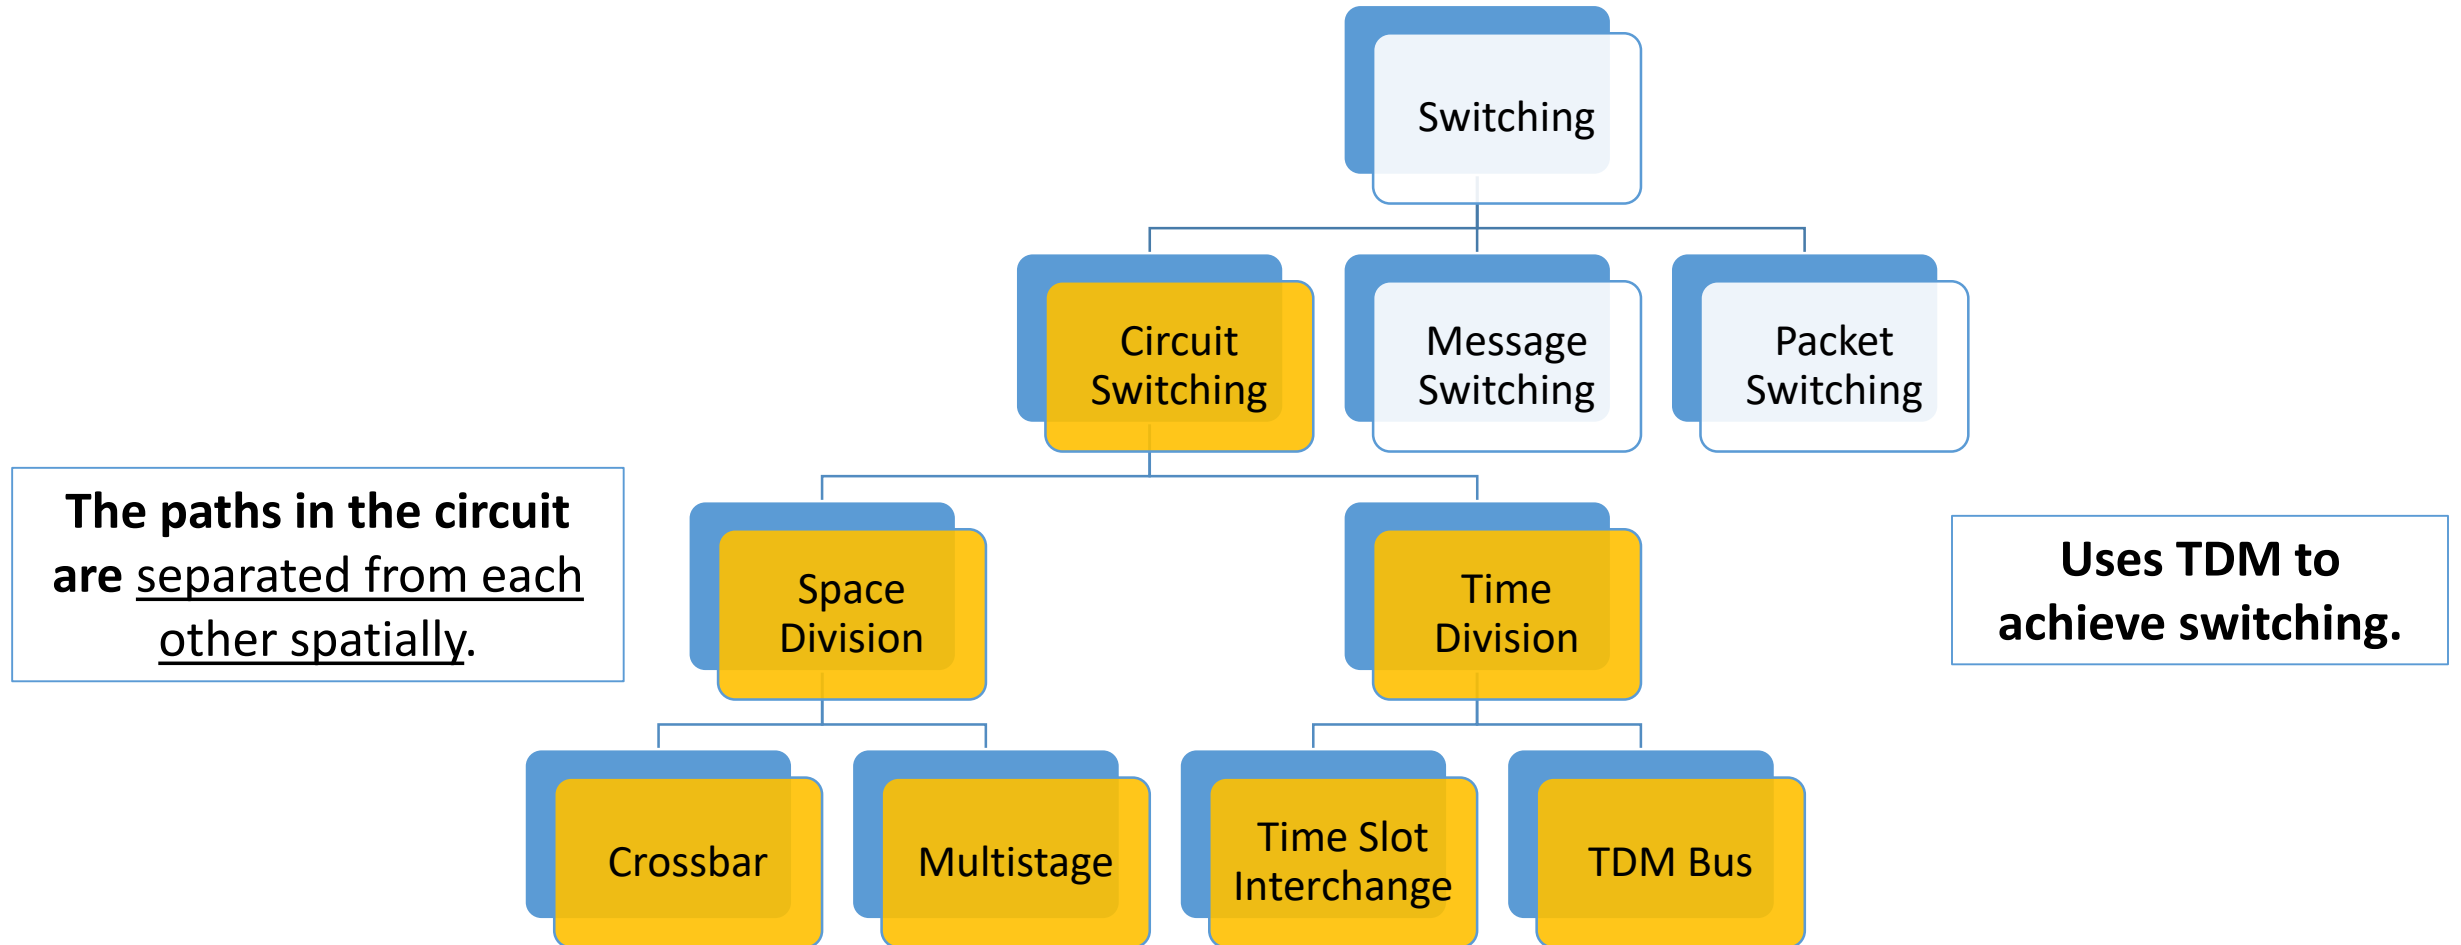 Switching
Circuit
Switching
Message
Switching
Packet
Switching
The paths in the circuit
are separated from each
other spatially.
Space
Division
Time
Division
Uses TDM to
achieve switching.
Crossbar
Multistage
Time Slot
Interchange
TDM Bus